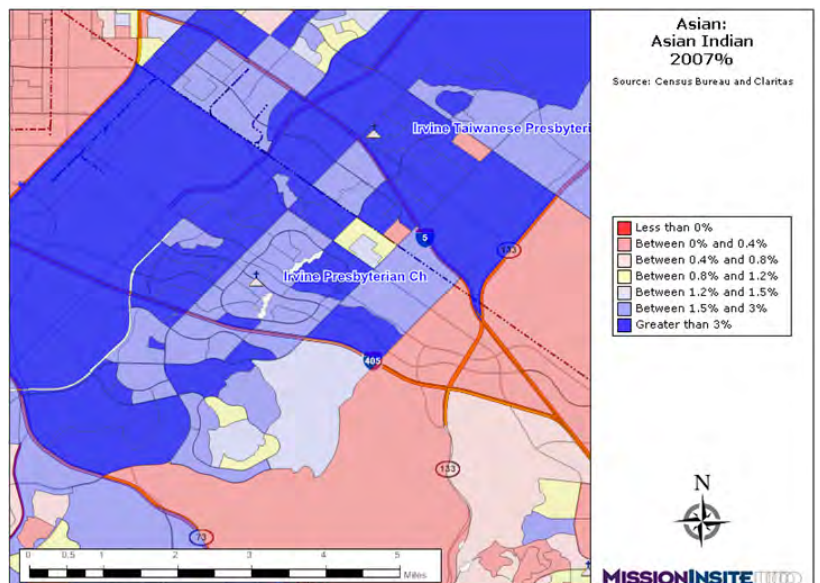 Asian:
Asian Indian
2007%
Source: Census Bureau and Claritas
Irvine Taiwanese Presbyteri
5
133
Irvine Presbyterian Ch
Less than 0%
Between 0% and 0.4%
Between 0.4% and 0.8%
Between 0.8% and 1.2%
Between 1.2% and 1.5%
Between 1.5% and 3%
Greater than 3%
405
133
73
N
0 0.5 1 2 3 4 5
Miles
MISSIONINSITE